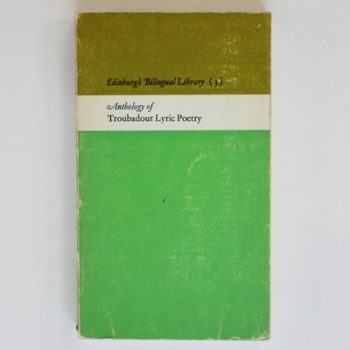 Edinburgh Bilingual Library (3)
Anthology of
Troubadour Lyric Poetry